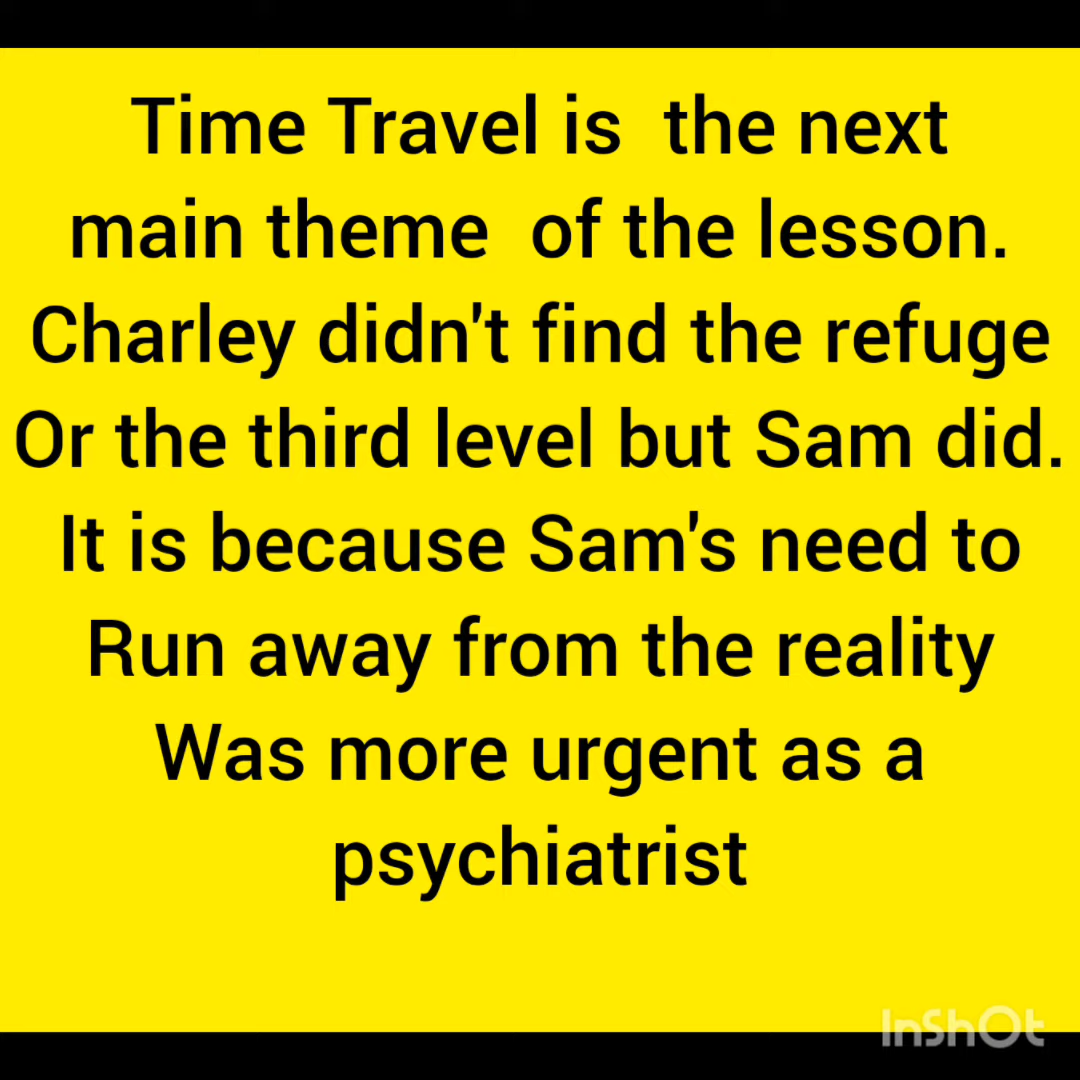 Time Travel is  the next
main theme  of the lesson.
Charley didn't find the refuge
Or the third level but Sam did.
It is because Sam's need to
Run away from the reality
Was more urgent as a
psychiatrist
InShOt